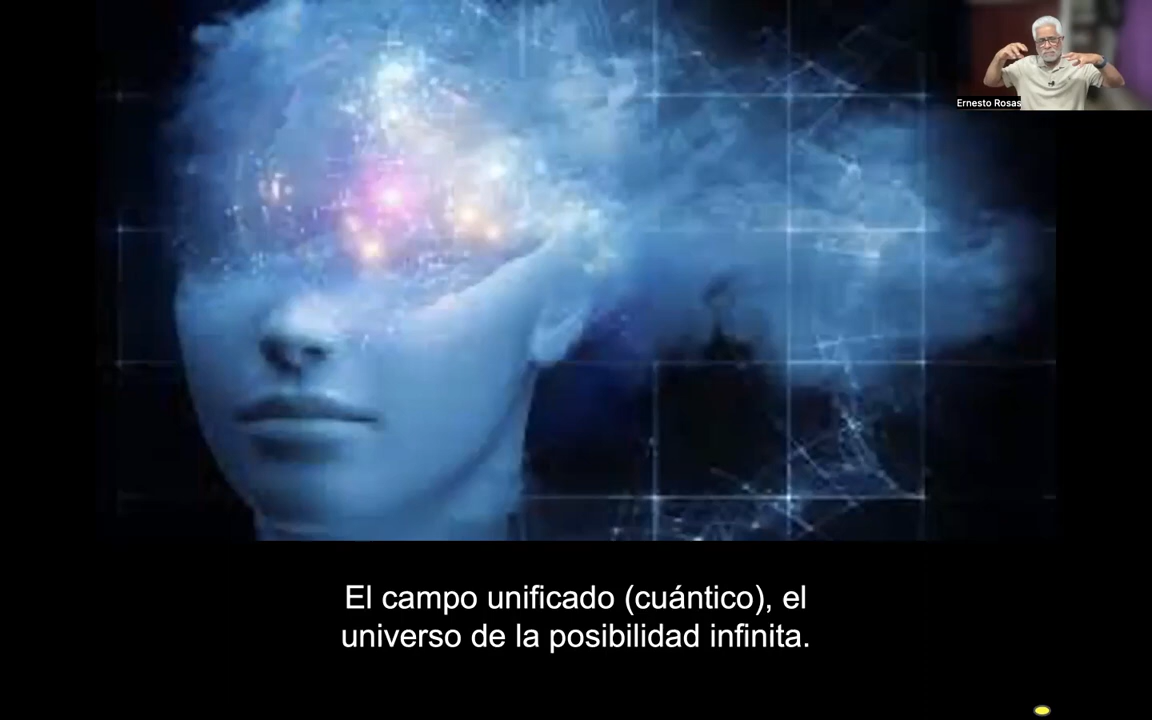 Ernesto Rosas
El campo unificado (cuántico), el
universo de la posibilidad infinita.